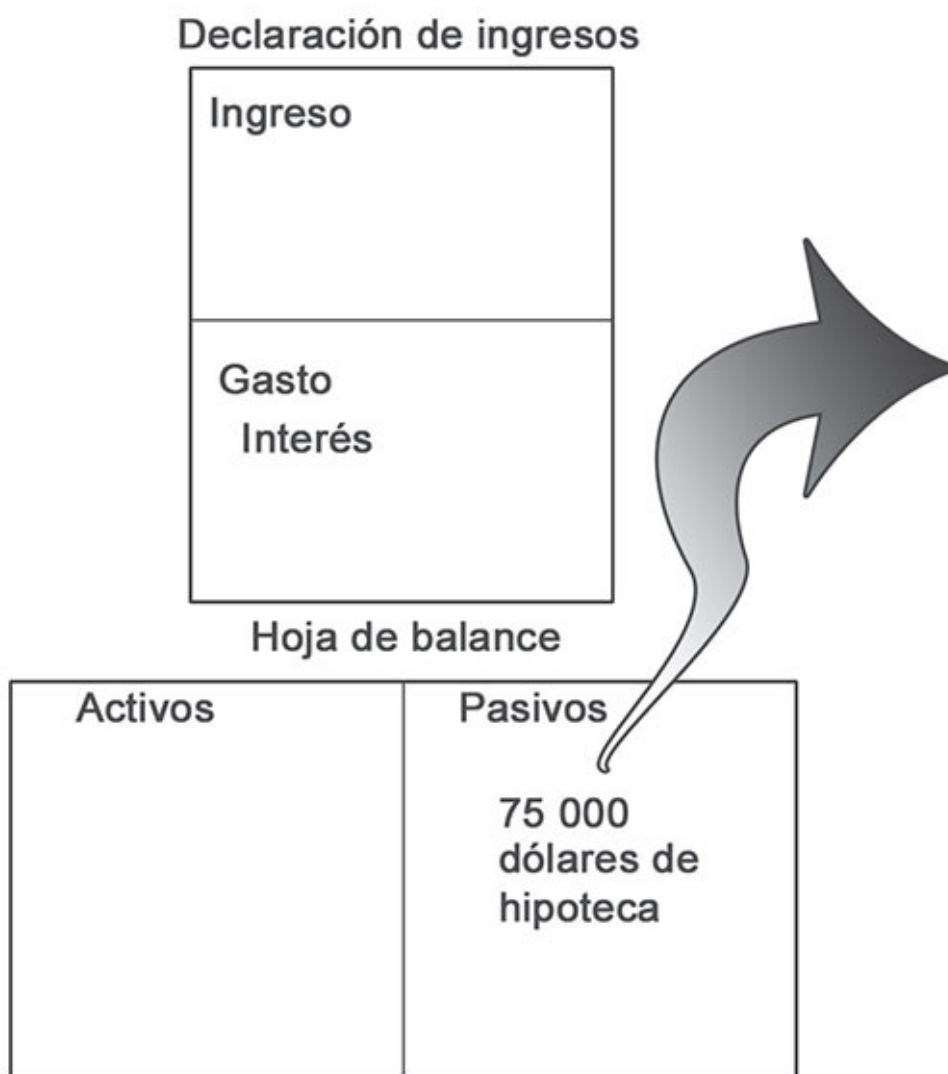 Declaración de ingresos
Ingreso
Gasto
Interés
Hoja de balance
Activos
Pasivos
75 000
dólares de
hipoteca